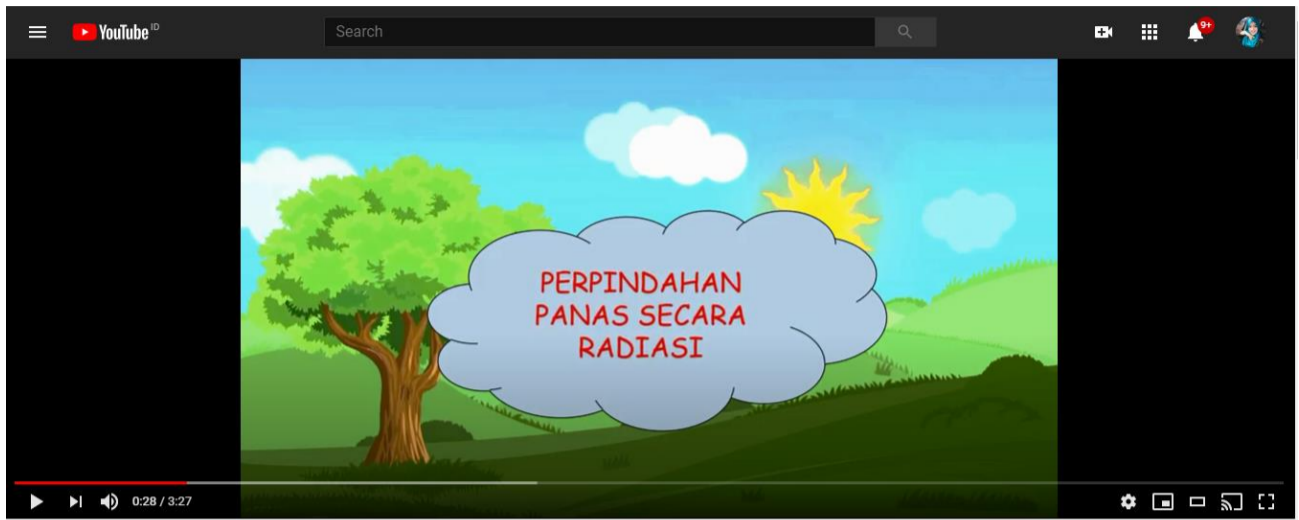 YouTube ID
Search
9+
PERPINDAHAN
PANAS SECARA
RADIASI
0:28 / 3:27